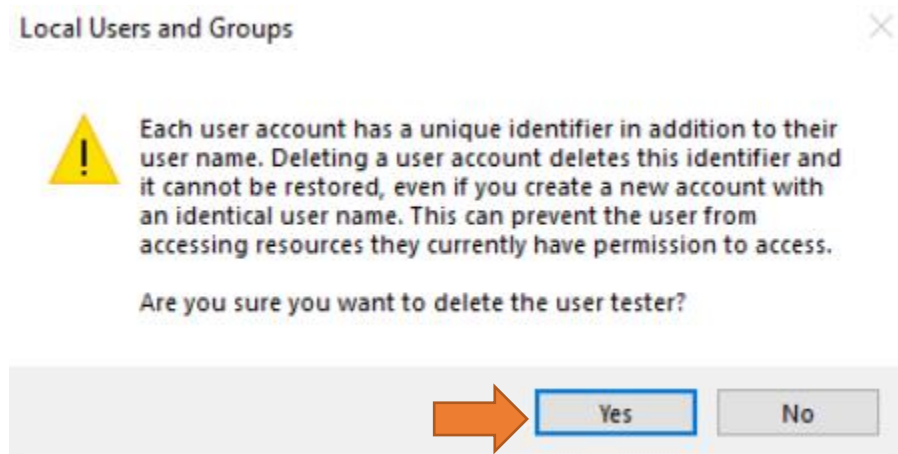 Local Users and Groups
Each user account has a unique identifier in addition to their
user name. Deleting a user account deletes this identifier and
it cannot be restored, even if you create a new account with
an identical user name. This can prevent the user from
accessing resources they currently have permission to access.
Are you sure you want to delete the user tester?
Yes No